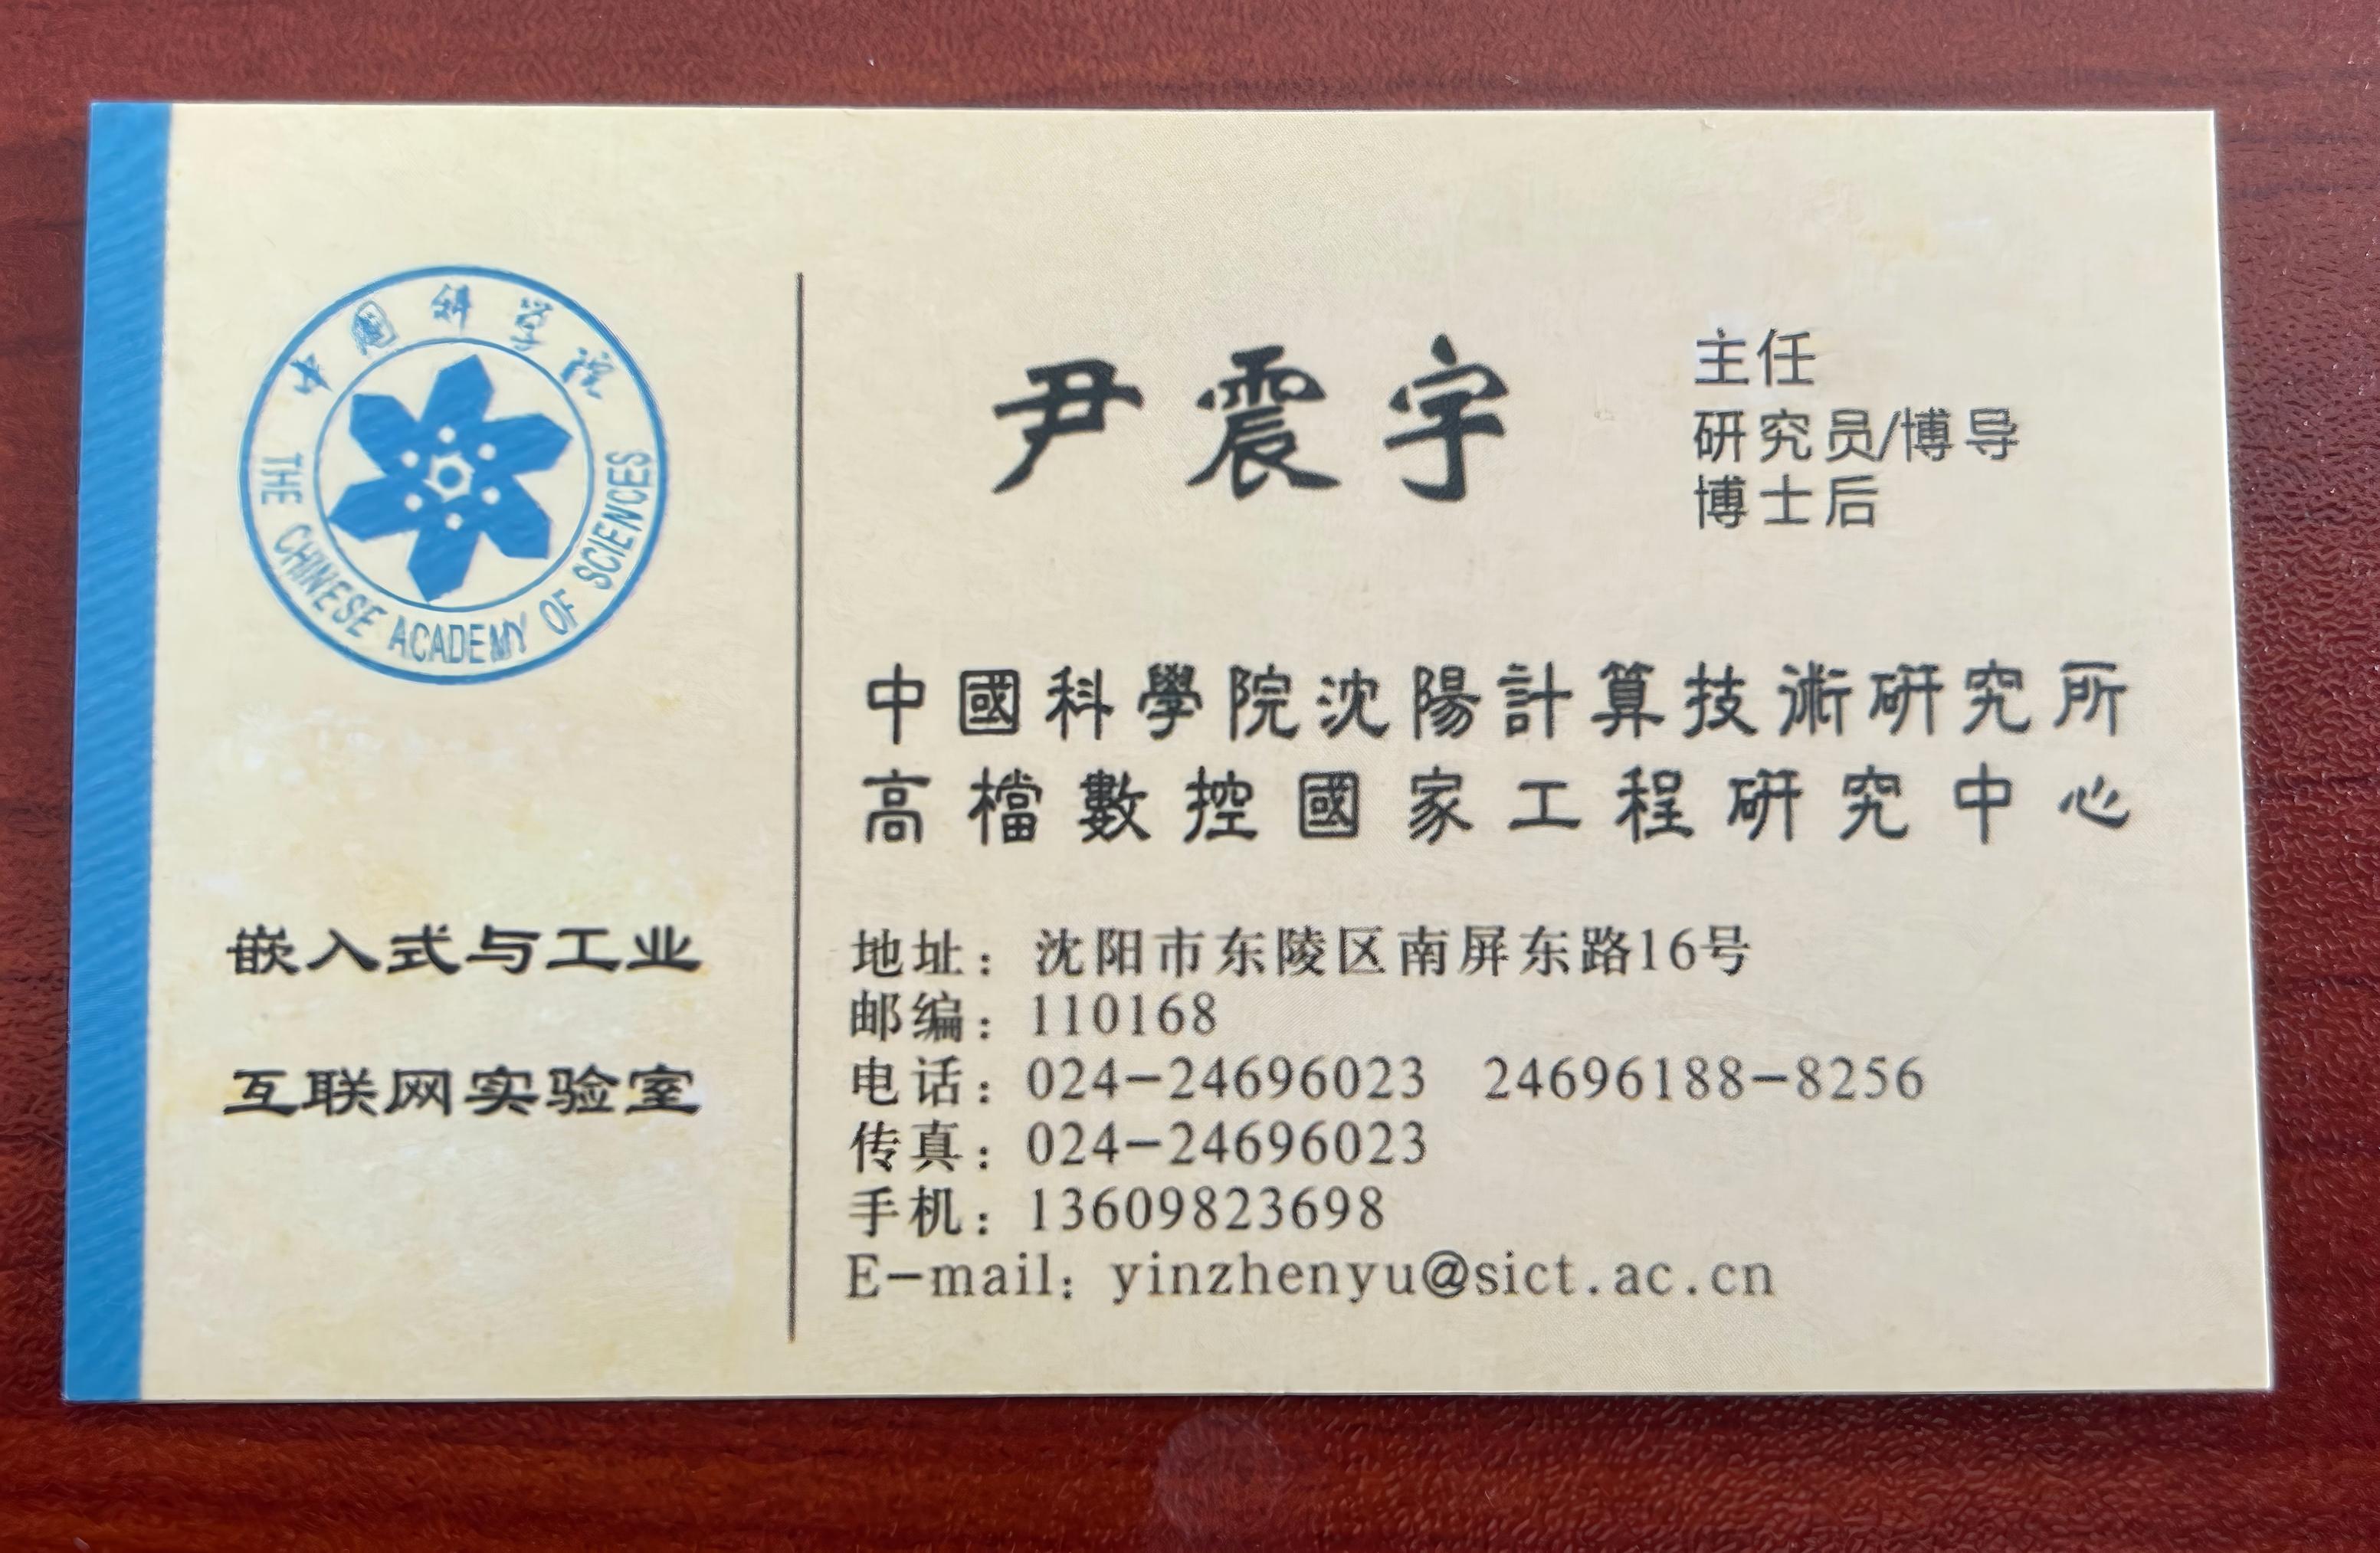 中国科学院
THE CHINESE ACADEMY OF SCIENCES
嵌入式与工业
互联网实验室
尹震宇
主任
研究员/博导
博士后
中國科學院沈陽計算技術研究所
高檔數控國家工程研究中心
地址：沈阳市东陵区南屏东路16号
邮编：110168
电话：024-24696023 24696188-8256
传真：024-24696023
手机：13609823698
E-mail：yinzhenyu@sict.ac.cn